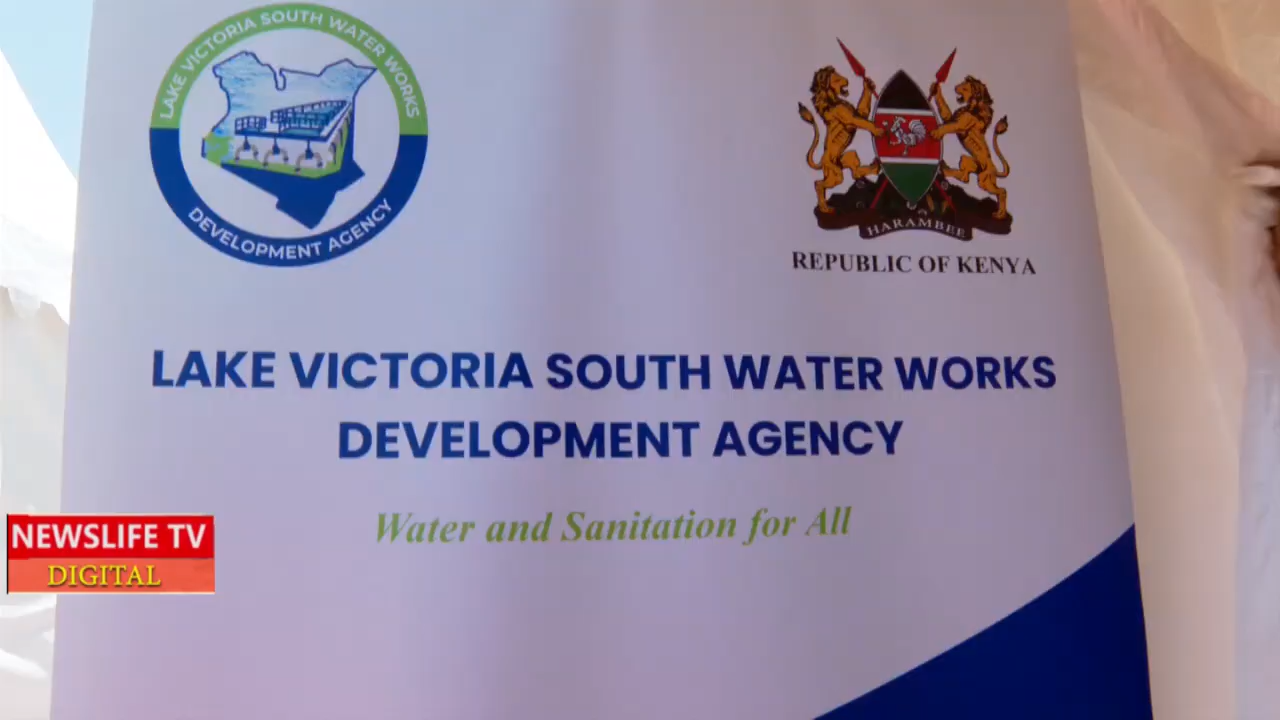 LAKE VICTORIA SOUTH WATER WORKS
DEVELOPMENT AGENCY
HARAMBEE
REPUBLIC OF KENYA
LAKE VICTORIA SOUTH WATER WORKS
DEVELOPMENT AGENCY
Water and Sanitation for All
NEWSLIFE TV
DIGITAL